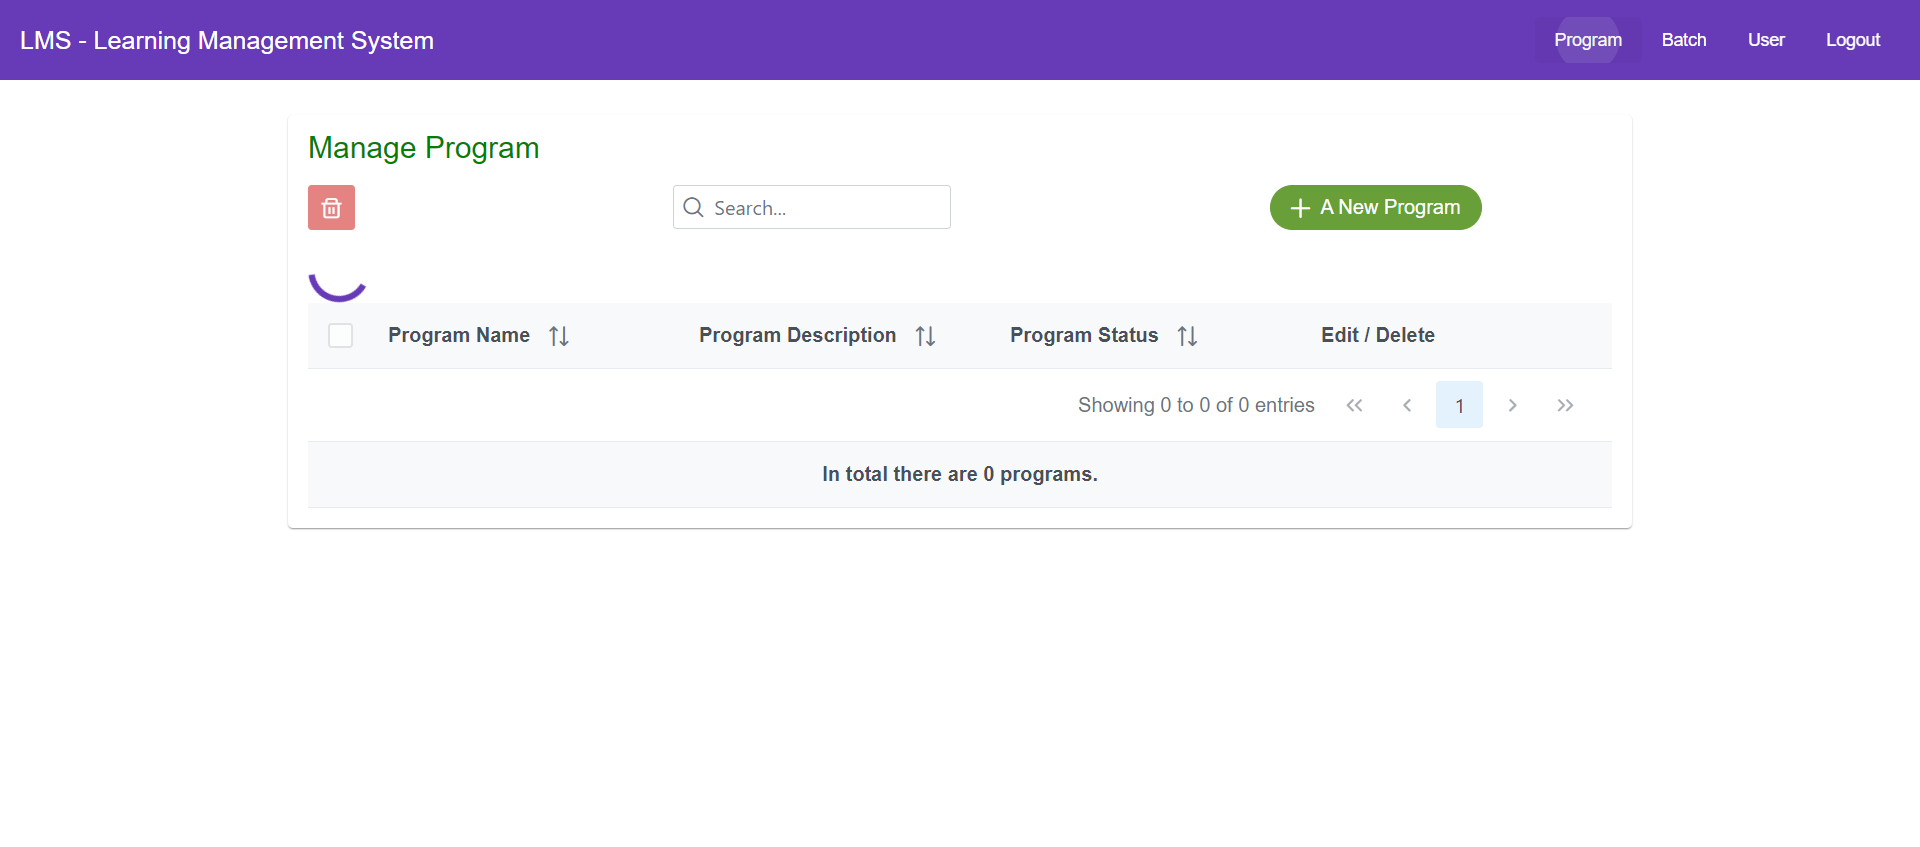 LMS - Learning Management System
Program Batch User Logout
Manage Program
Search...
A New Program
Program Name Program Description Program Status Edit / Delete
Showing 0 to 0 of 0 entries 1
In total there are 0 programs.